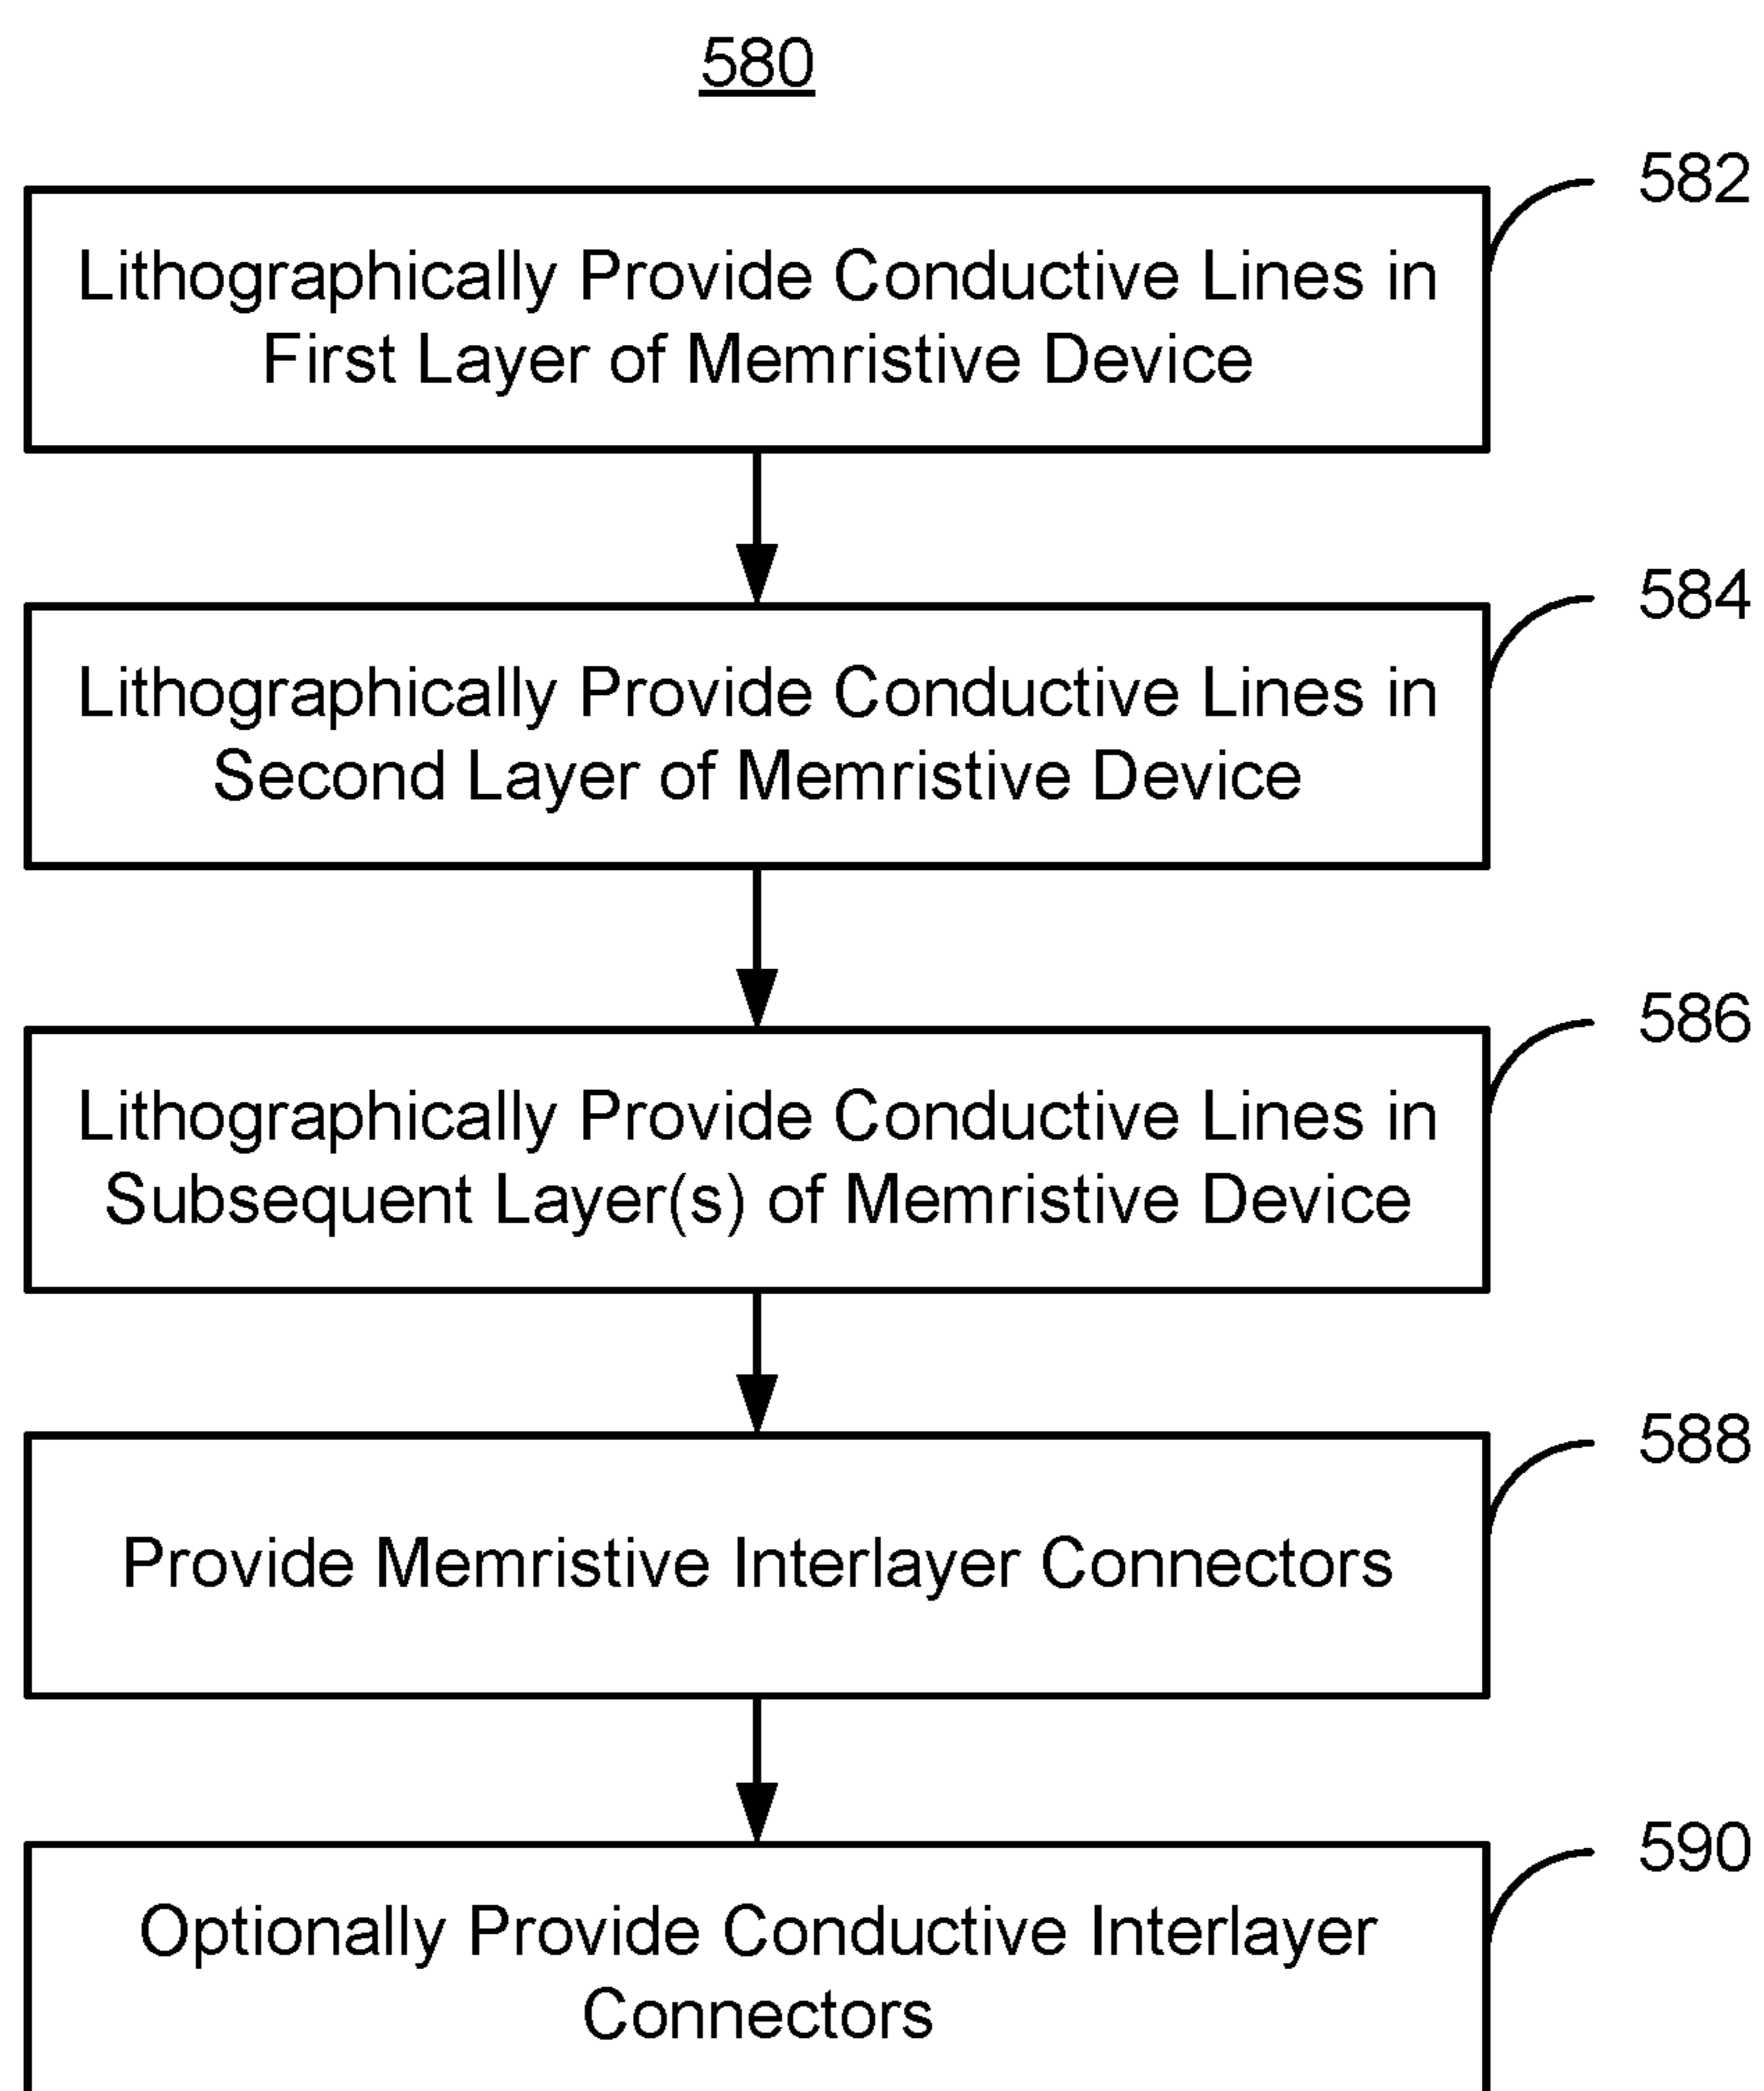 580
582
Lithographically Provide Conductive Lines in
First Layer of Memristive Device
584
Lithographically Provide Conductive Lines in
Second Layer of Memristive Device
586
Lithographically Provide Conductive Lines in
Subsequent Layer(s) of Memristive Device
588
Provide Memristive Interlayer Connectors
590
Optionally Provide Conductive Interlayer
Connectors